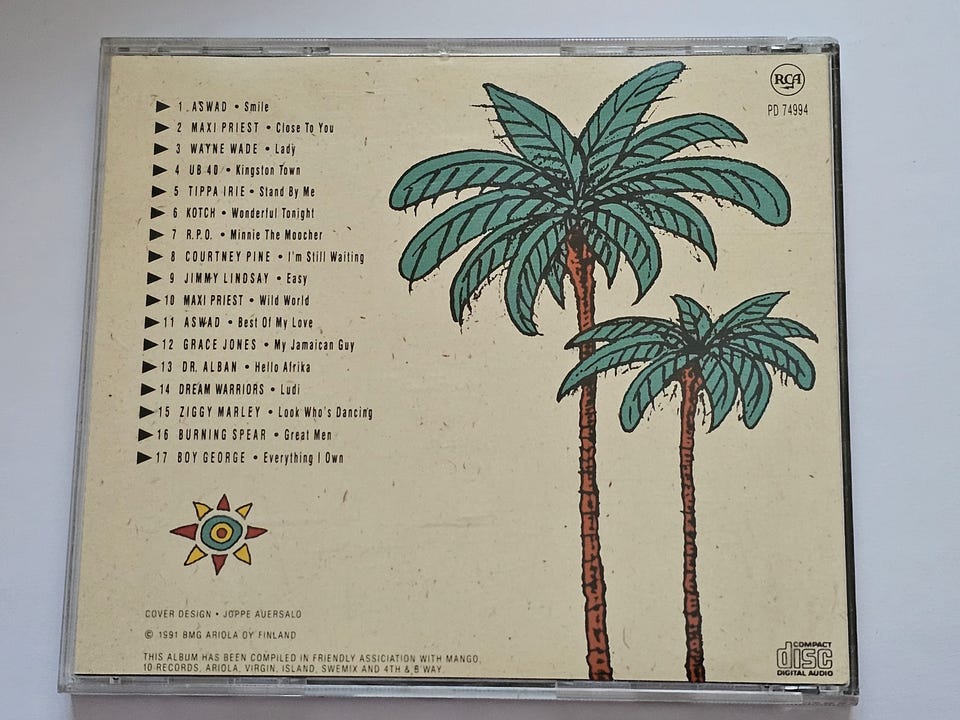 RCA
PD 74994
1 ASWAD • Smile
2 MAXI PRIEST • Close To You
3 WAYNE WADE • Lady
4 UB 40 • Kingston Town
5 TIPPA IRIE • Stand By Me
6 KOTCH • Wonderful Tonight
7 R.P.O. • Minnie The Moocher
8 COURTNEY PINE • I'm Still Waiting
9 JIMMY LINDSAY • Easy
10 MAXI PRIEST • Wild World
11 ASWAD • Best Of My Love
12 GRACE JONES • My Jamaican Guy
13 DR. ALBAN • Hello Afrika
14 DREAM WARRIORS • Ludi
15 ZIGGY MARLEY • Look Who's Dancing
16 BURNING SPEAR • Great Men
17 BOY GEORGE • Everything I Own
COVER DESIGN • JOPPE AUERSALO
© 1991 BMG ARIOLA OY FINLAND
THIS ALBUM HAS BEEN COMPILED IN FRIENDLY ASSICIATION WITH MANGO,
10 RECORDS, ARIOLA, VIRGIN, ISLAND, SWEMIX AND 4TH & B'WAY.
COMPACT
disc
DIGITAL AUDIO